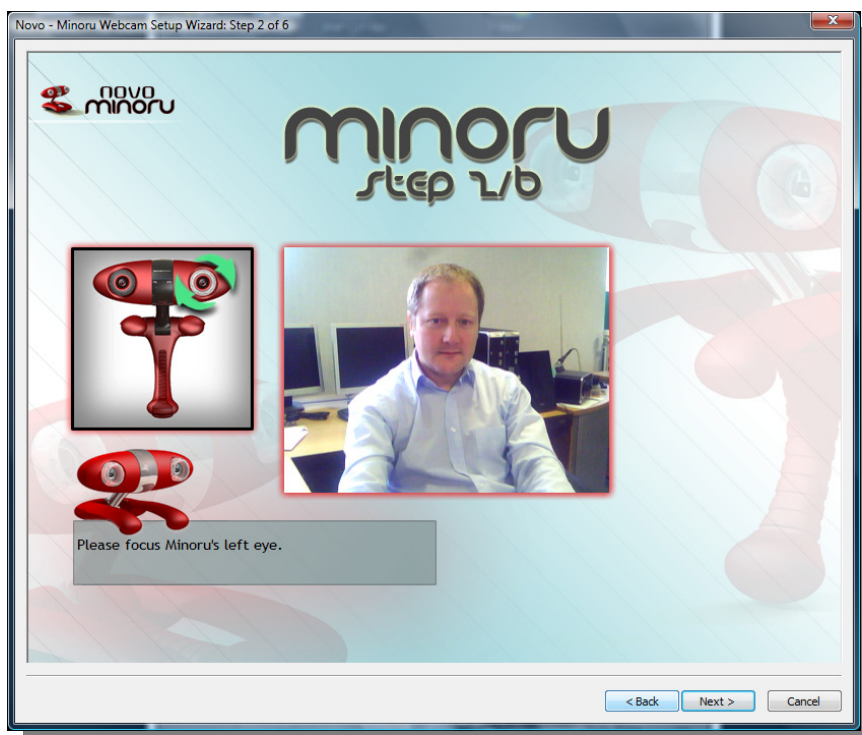 Novo - Minoru Webcam Setup Wizard: Step 2 of 6
novo
minoru
minoru
step 2/6
Please focus Minoru's left eye.
< Back
Next >
Cancel